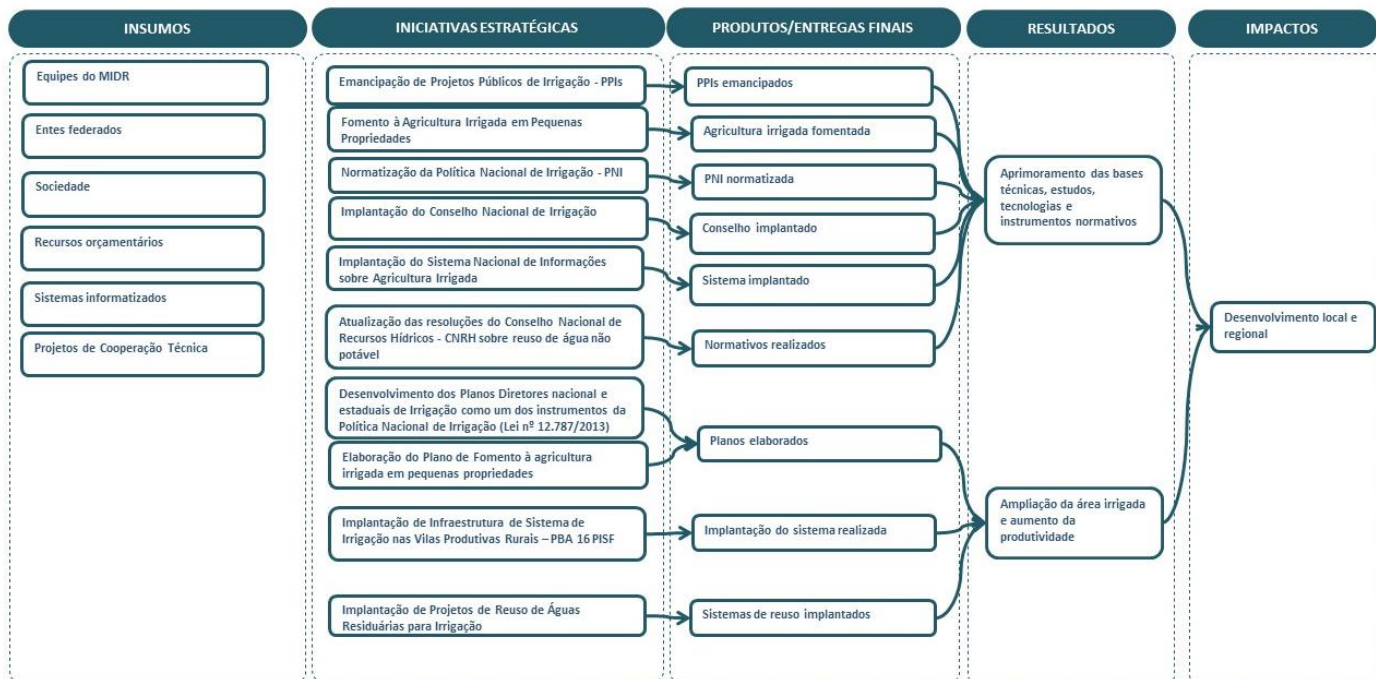 INSUMOS
INICIATIVAS ESTRATÉGICAS
PRODUTOS/ENTREGAS FINAIS
RESULTADOS
IMPACTOS
Equipes do MIDR
Entes federados
Sociedade
Recursos orçamentários
Sistemas informatizados
Projetos de Cooperação Técnica
Emancipação de Projetos Públicos de Irrigação - PPIs
Fomento à Agricultura Irrigada em Pequenas
Propriedades
Normatização da Política Nacional de Irrigação - PNI
Implantação do Conselho Nacional de Irrigação
Implantação do Sistema Nacional de Informações
sobre Agricultura Irrigada
Atualização das resoluções do Conselho Nacional de
Recursos Hídricos - CNRH sobre reuso de água não
potável
Desenvolvimento dos Planos Diretores nacional e
estaduais de Irrigação como um dos instrumentos da
Política Nacional de Irrigação (Lei nº 12.787/2013)
Elaboração do Plano de Fomento à agricultura
irrigada em pequenas propriedades
Implantação de Infraestrutura de Sistema de
Irrigação nas Vilas Produtivas Rurais – PBA 16 PISF
Implantação de Projetos de Reuso de Águas
Residuárias para Irrigação
PPIs emancipados
Agricultura irrigada fomentada
PNI normatizada
Conselho implantado
Sistema implantado
Normativos realizados
Planos elaborados
Implantação do sistema realizada
Sistemas de reuso implantados
Aprimoramento das bases
técnicas, estudos,
tecnologias e
instrumentos normativos
Ampliação da área irrigada
e aumento da
produtividade
Desenvolvimento local e
regional